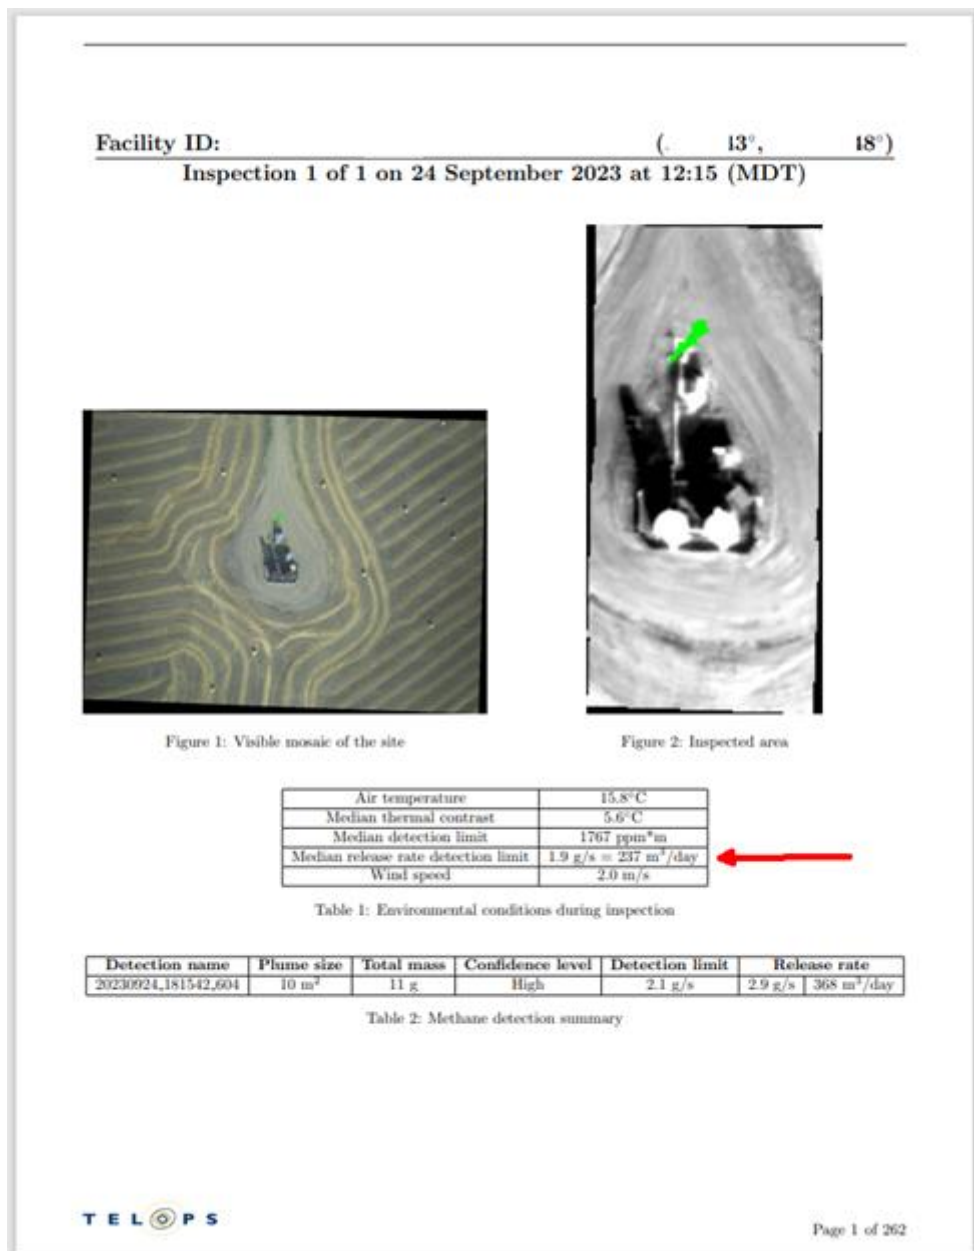 Facility ID: (. 43°, 48°)
Inspection 1 of 1 on 24 September 2023 at 12:15 (MDT)
Figure 1: Visible mosaic of the site
Figure 2: Inspected area
Air temperature 15.8°C
Median thermal contrast 5.6°C
Median detection limit 1767 ppm*m
Median release rate detection limit 1.9 g/s = 237 m³/day
Wind speed 2.0 m/s
Table 1: Environmental conditions during inspection
Detection name Plume size Total mass Confidence level Detection limit Release rate
20230924_181542_604 10 m² 11 g High 2.1 g/s 2.9 g/s 368 m³/day
Table 2: Methane detection summary
TELOPS
Page 1 of 262